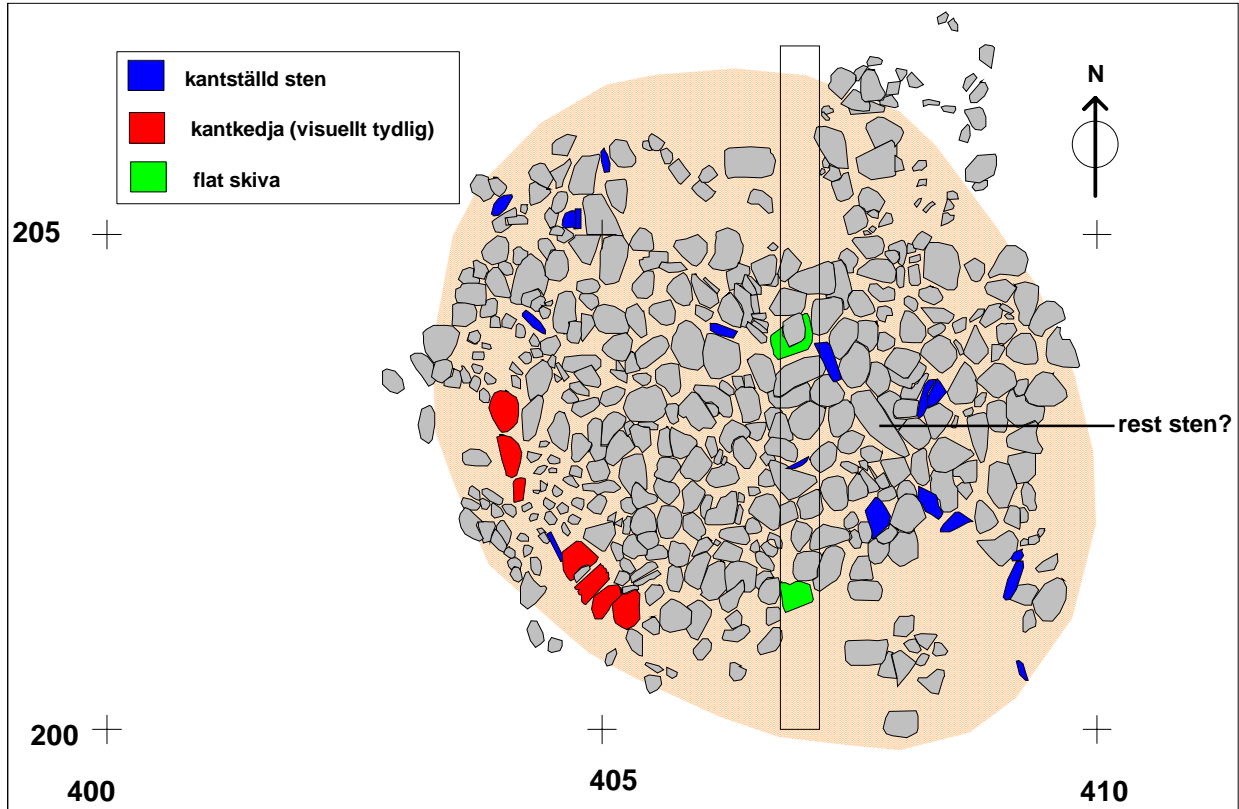 kantställd sten
kantkedja (visuellt tydlig)
flat skiva
N
205
rest sten?
200
400
405
410